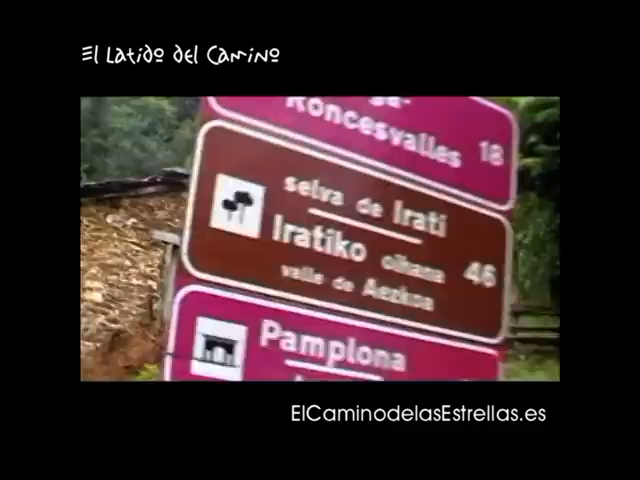 El Latido del Camino
Roncesvalles 18
selva de Irati
Iratiko oihana 46
valle de Aezkoa
Pamplona
ElCaminodelasEstrellas.es